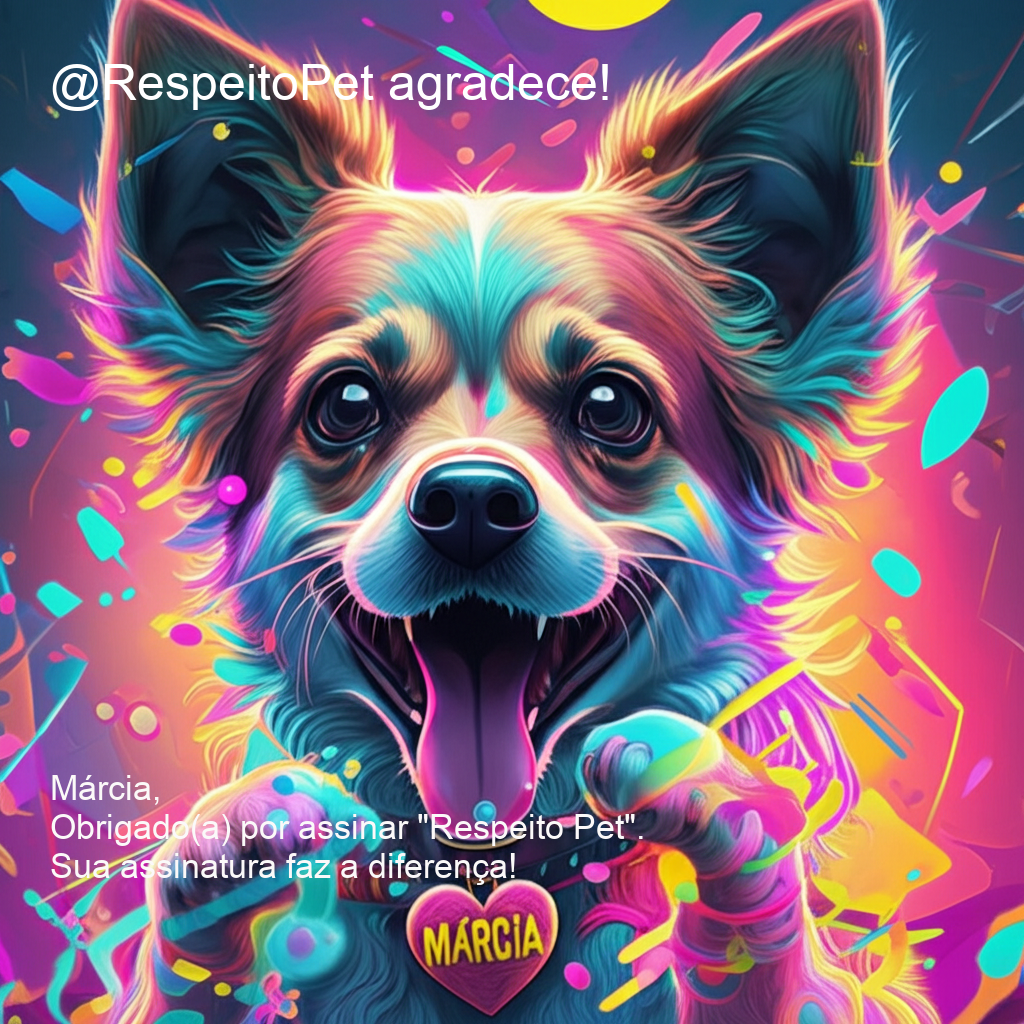 @RespeitoPet agradece!
Márcia,
Obrigado(a) por assinar "Respeito Pet".
Sua assinatura faz a diferença!
MÁRCiA